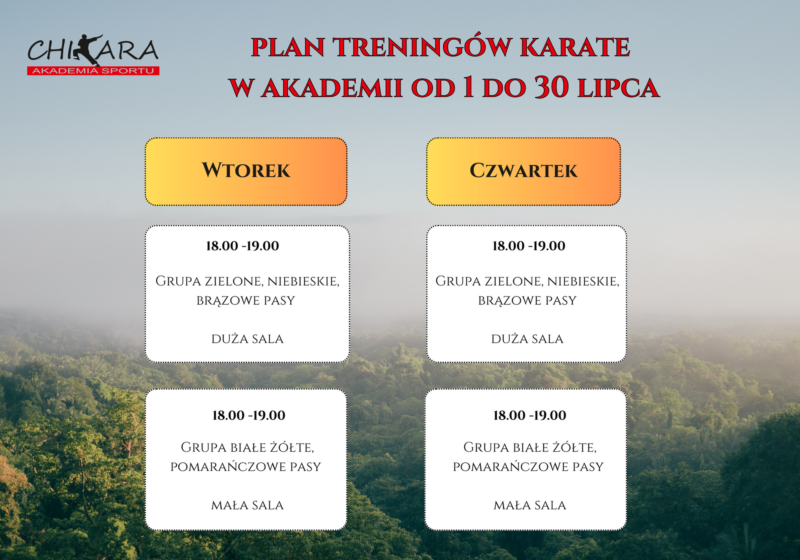 CHIKARA
AKADEMIA SPORTU
PLAN TRENINGÓW KARATE
W AKADEMII OD 1 DO 30 LIPCA
Wtorek
Czwartek
18.00 -19.00
Grupa zielone, niebieskie,
brązowe pasy
duża sala
18.00 -19.00
Grupa zielone, niebieskie,
brązowe pasy
duża sala
18.00 -19.00
Grupa białe żółte,
pomarańczowe pasy
mała sala
18.00 -19.00
Grupa białe żółte,
pomarańczowe pasy
mała sala